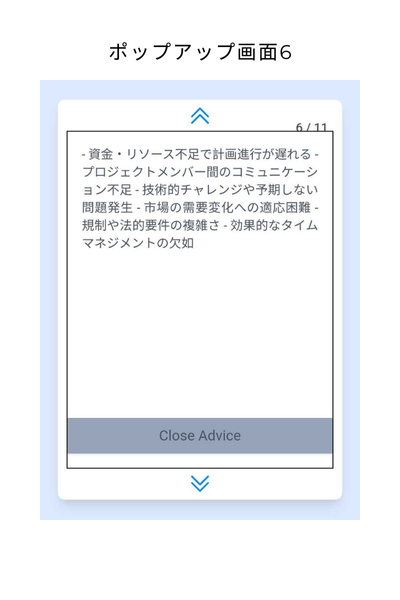 ポップアップ画面6
6 / 11
- 資金・リソース不足で計画進行が遅れる -
プロジェクトメンバー間のコミュニケーシ
ョン不足 - 技術的チャレンジや予期しない
問題発生 - 市場の需要変化への適応困難 -
規制や法的要件の複雑さ - 効果的なタイム
マネジメントの欠如
Close Advice